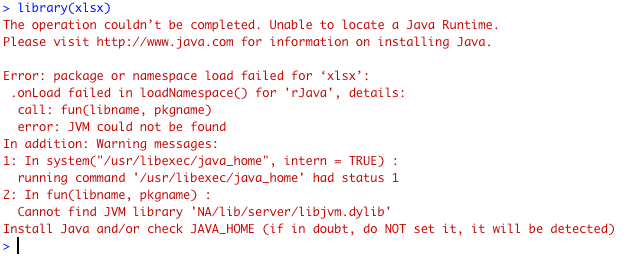 > library(xlsx)
The operation couldn’t be completed. Unable to locate a Java Runtime.
Please visit http://www.java.com for information on installing Java.
Error: package or namespace load failed for ‘xlsx’:
 .onLoad failed in loadNamespace() for 'rJava', details:
  call: fun(libname, pkgname)
  error: JVM could not be found
In addition: Warning messages:
1: In system("/usr/libexec/java_home", intern = TRUE) :
  running command '/usr/libexec/java_home' had status 1
2: In fun(libname, pkgname) :
  Cannot find JVM library 'NA/lib/server/libjvm.dylib'
Install Java and/or check JAVA_HOME (if in doubt, do NOT set it, it will be detected)
>